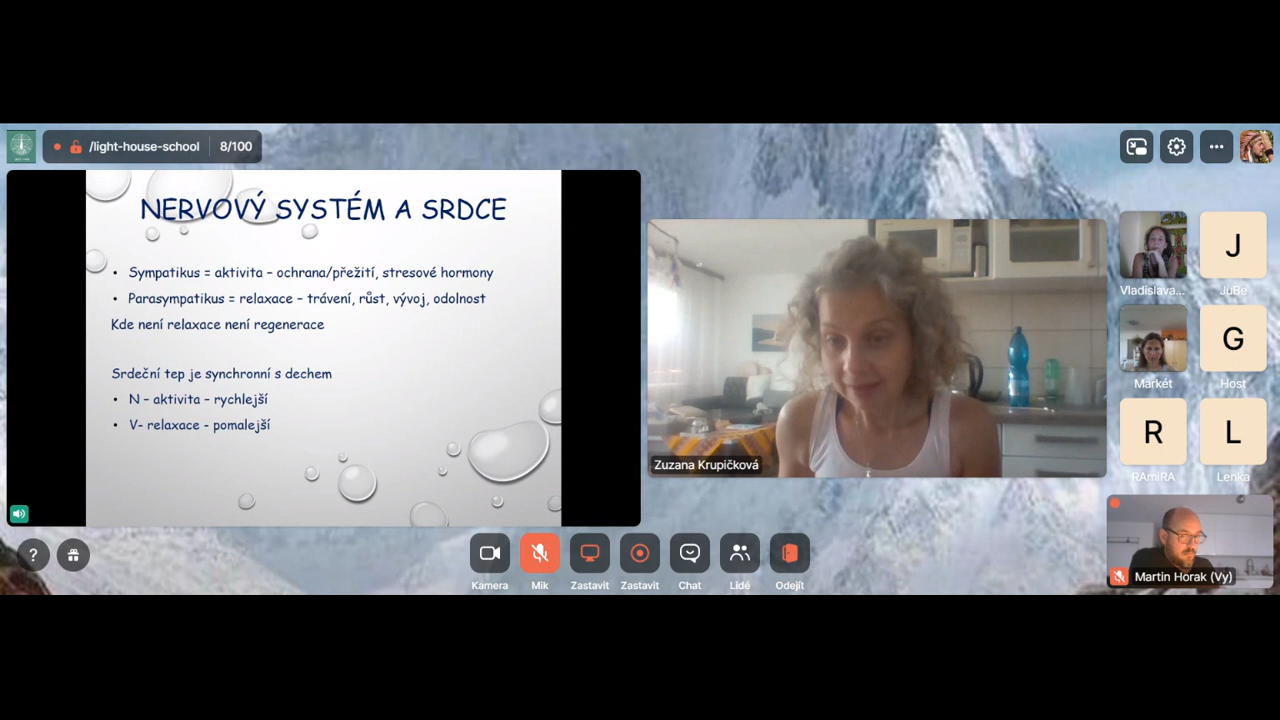 /light-house-school
8/100
NERVOVÝ SYSTÉM A SRDCE
• Sympatikus = aktivita – ochrana/přežití, stresové hormony
• Parasympatikus = relaxace – trávení, růst, vývoj, odolnost
Kde není relaxace není regenerace
Srdeční tep je synchronní s dechem
• N – aktivita – rychlejší
• V- relaxace - pomalejší
Zuzana Krupičková
Vladislava...
J
JuBe
Markét
G
Host
R
RAmiRA
L
Lenka
Martin Horak (Vy)
?
Kamera
Mik
Zastavit
Zastavit
Chat
Lidé
Odejít